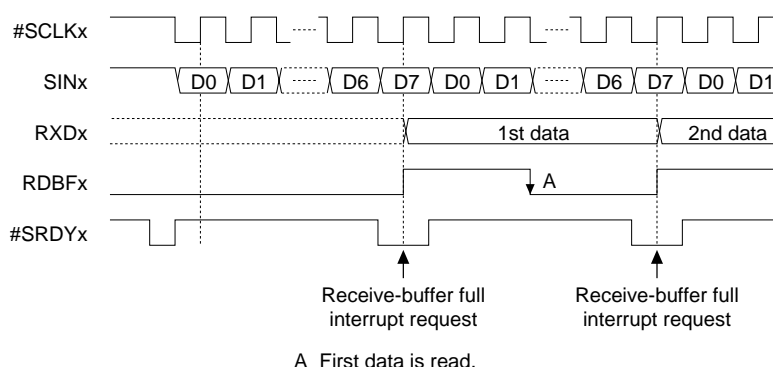 #SCLKx
SINx D0 D1 D6 D7 D0 D1 D6 D7 D0 D1
RXDx 1st data 2nd data
RDBFx A
#SRDYx
Receive-buffer full Receive-buffer full
interrupt request interrupt request
A First data is read.